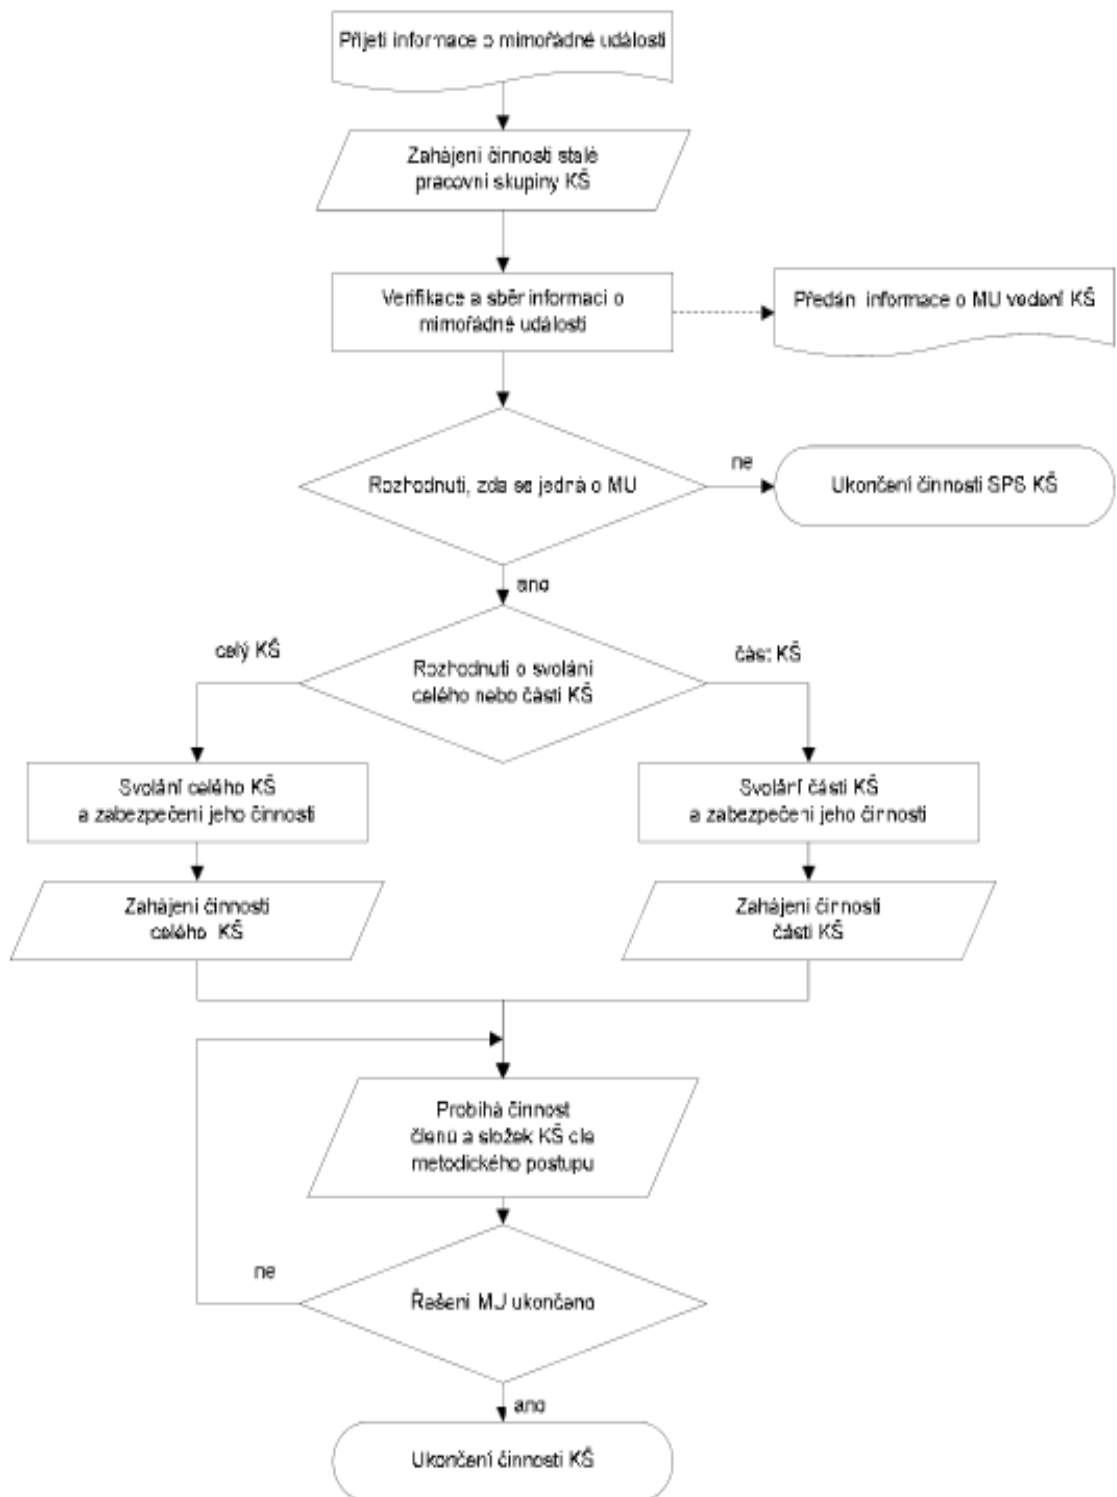 Přijetí informace o mimořádné události
Zahájení činnosti stálé
pracovní skupiny KŠ
Verifikace a sběr informací o
mimořádné události
Předání informace o MU vedení KŠ
Rozhodnutí, zda se jedná o MU
ne
Ukončení činnosti SPS KŠ
ano
celý KŠ
Rozhodnutí o svolání
celého nebo části KŠ
část KŠ
Svolání celého KŠ
a zabezpečení jeho činnosti
Svolání části KŠ
a zabezpečení jeho činnosti
Zahájení činnosti
celého KŠ
Zahájení činnosti
části KŠ
Probíhá činnost
členů a složek KŠ dle
metodického postupu
ne
Řešení MU ukončeno
ano
Ukončení činnosti KŠ